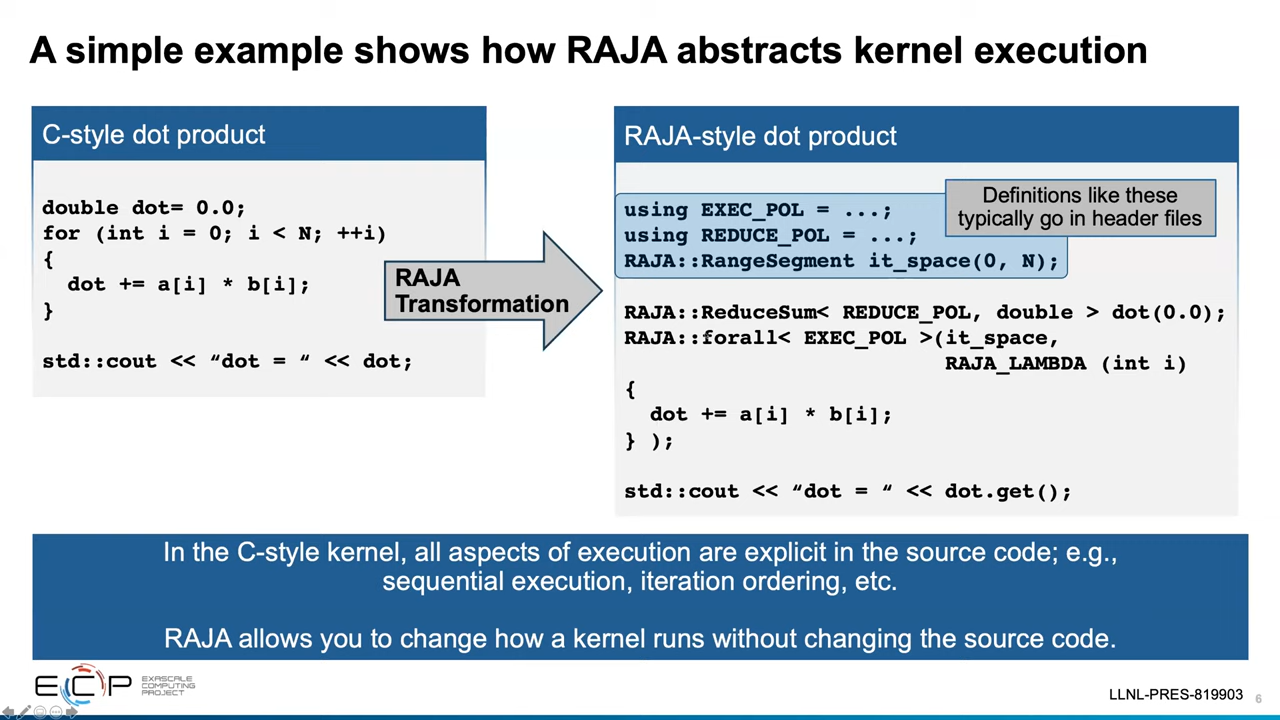 A simple example shows how RAJA abstracts kernel execution
C-style dot product
double dot= 0.0;
for (int i = 0; i < N; ++i)
{
  dot += a[i] * b[i];
}
std::cout << “dot = “ << dot;
RAJA
Transformation
RAJA-style dot product
Definitions like these
typically go in header files
using EXEC_POL = ...;
using REDUCE_POL = ...;
RAJA::RangeSegment it_space(0, N);
RAJA::ReduceSum< REDUCE_POL, double > dot(0.0);
RAJA::forall< EXEC_POL >(it_space,
RAJA_LAMBDA (int i)
{
  dot += a[i] * b[i];
} );
std::cout << “dot = “ << dot.get();
In the C-style kernel, all aspects of execution are explicit in the source code; e.g.,
sequential execution, iteration ordering, etc.
RAJA allows you to change how a kernel runs without changing the source code.
ECP
EXASCALE
COMPUTING
PROJECT
LLNL-PRES-819903
6